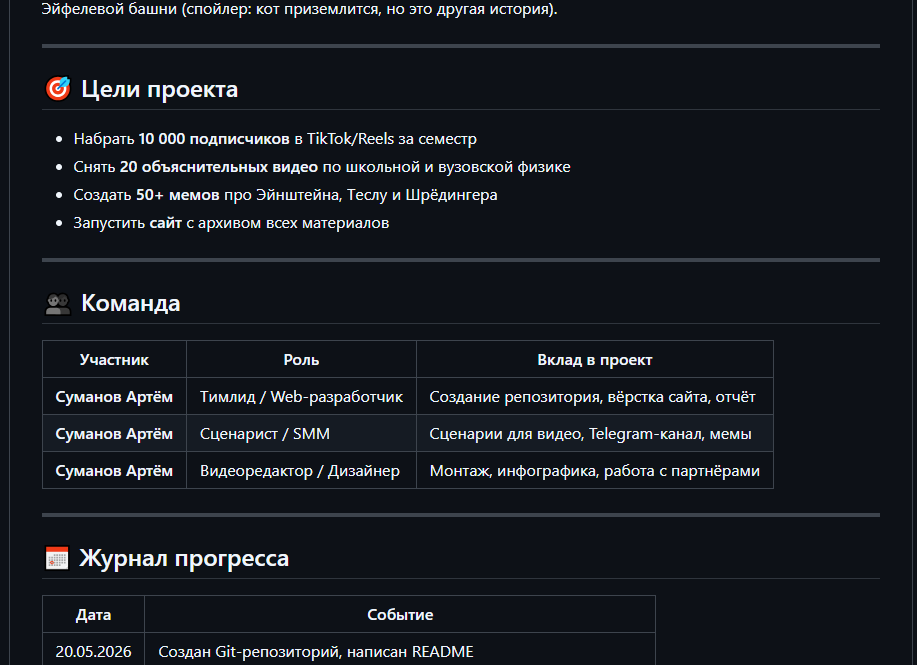 Эйфелевой башни (спойлер: кот приземлится, но это другая история).
Цели проекта
Набрать 10 000 подписчиков в TikTok/Reels за семестр
Снять 20 объяснительных видео по школьной и вузовской физике
Создать 50+ мемов про Эйнштейна, Теслу и Шрёдингера
Запустить сайт с архивом всех материалов
Команда
Участник Роль Вклад в проект
Суманов Артём Тимлид / Web-разработчик Создание репозитория, вёрстка сайта, отчёт
Суманов Артём Сценарист / SMM Сценарии для видео, Telegram-канал, мемы
Суманов Артём Видеоредактор / Дизайнер Монтаж, инфографика, работа с партнёрами
Журнал прогресса
Дата Событие
20.05.2026 Создан Git-репозиторий, написан README